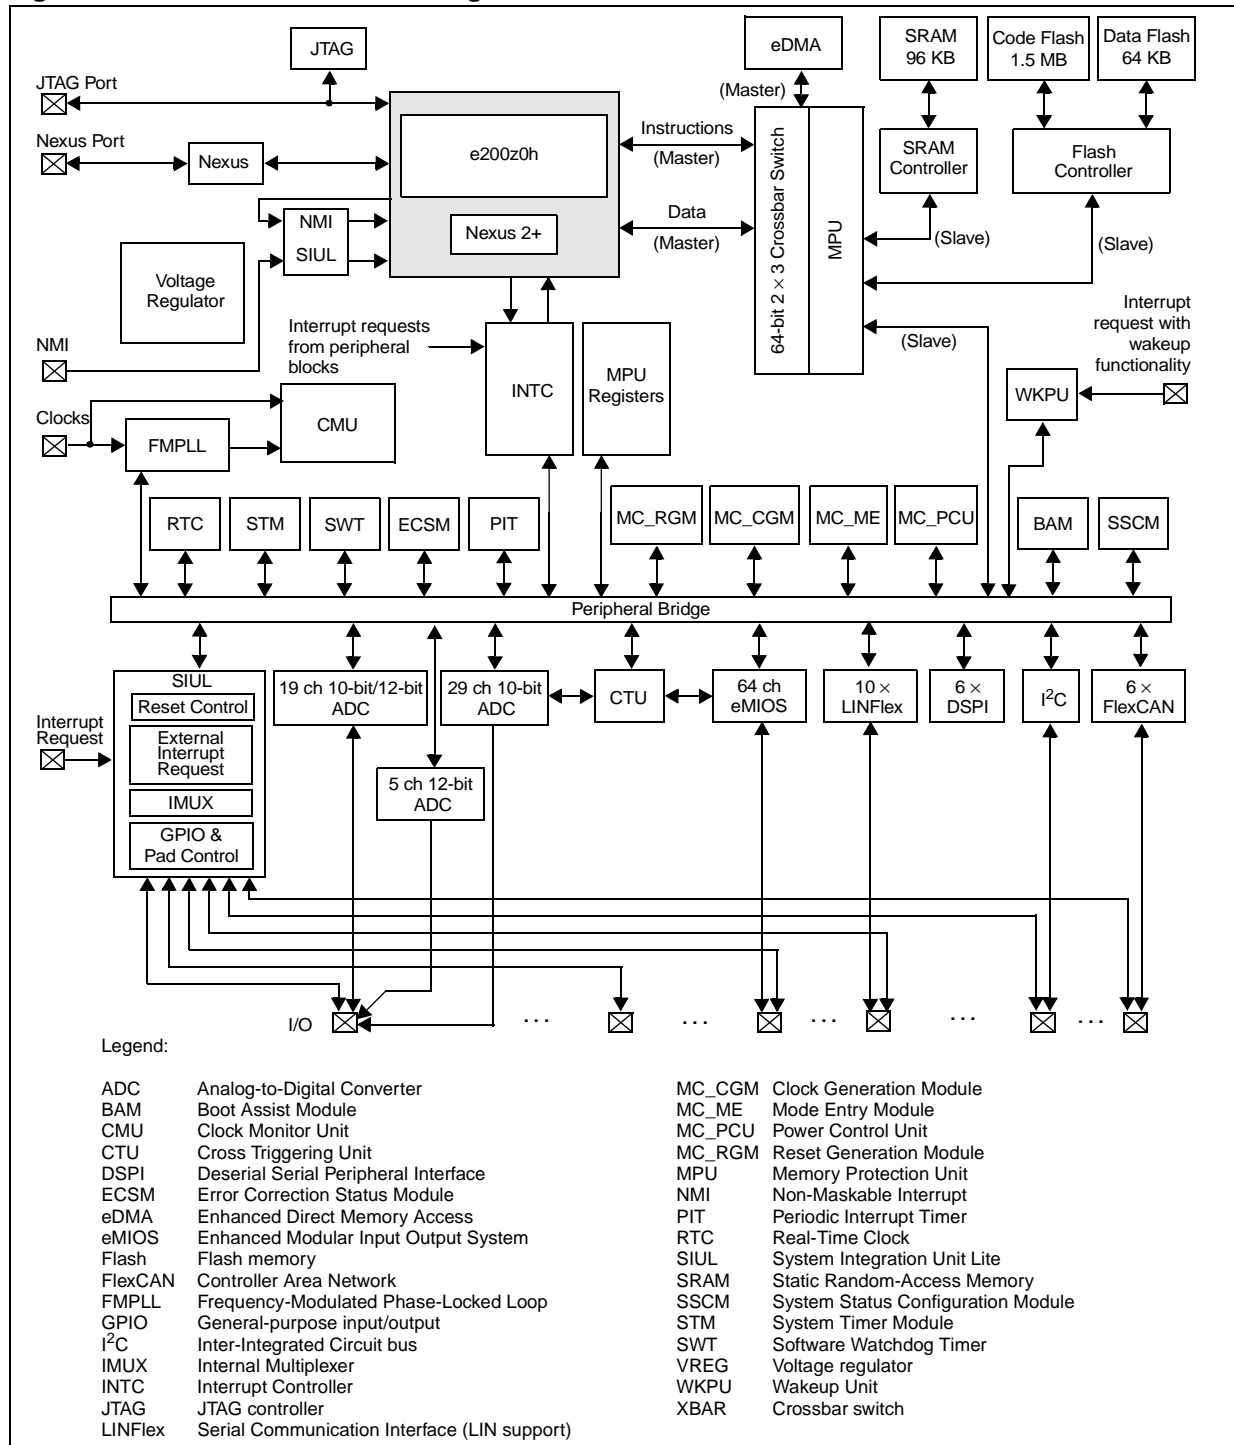 JTAG
eDMA
SRAM
96 KB
Code Flash
1.5 MB
Data Flash
64 KB
JTAG Port
(Master)
Nexus Port
Nexus
e200z0h
Instructions
(Master)
64-bit 2 × 3 Crossbar Switch
MPU
SRAM
Controller
Flash
Controller
NMI
SIUL
Nexus 2+
Data
(Master)
(Slave)
(Slave)
Voltage
Regulator
Interrupt requests
from peripheral
blocks
INTC
MPU
Registers
(Slave)
Interrupt
request with
wakeup
functionality
NMI
WKPU
Clocks
FMPLL
CMU
RTC
STM
SWT
ECSM
PIT
MC_RGM
MC_CGM
MC_ME
MC_PCU
BAM
SSCM
Peripheral Bridge
SIUL
Reset Control
External
Interrupt
Request
IMUX
GPIO &
Pad Control
Interrupt
Request
19 ch 10-bit/12-bit
ADC
29 ch 10-bit
ADC
5 ch 12-bit
ADC
CTU
64 ch
eMIOS
10 ×
LINFlex
6 ×
DSPI
I²C
6 ×
FlexCAN
I/O
. . .
. . .
. . .
. . .
. . .
Legend:
ADC Analog-to-Digital Converter
BAM Boot Assist Module
CMU Clock Monitor Unit
CTU Cross Triggering Unit
DSPI Deserial Serial Peripheral Interface
ECSM Error Correction Status Module
eDMA Enhanced Direct Memory Access
eMIOS Enhanced Modular Input Output System
Flash Flash memory
FlexCAN Controller Area Network
FMPLL Frequency-Modulated Phase-Locked Loop
GPIO General-purpose input/output
I²C Inter-Integrated Circuit bus
IMUX Internal Multiplexer
INTC Interrupt Controller
JTAG JTAG controller
LINFlex Serial Communication Interface (LIN support)
MC_CGM Clock Generation Module
MC_ME Mode Entry Module
MC_PCU Power Control Unit
MC_RGM Reset Generation Module
MPU Memory Protection Unit
NMI Non-Maskable Interrupt
PIT Periodic Interrupt Timer
RTC Real-Time Clock
SIUL System Integration Unit Lite
SRAM Static Random-Access Memory
SSCM System Status Configuration Module
STM System Timer Module
SWT Software Watchdog Timer
VREG Voltage regulator
WKPU Wakeup Unit
XBAR Crossbar switch